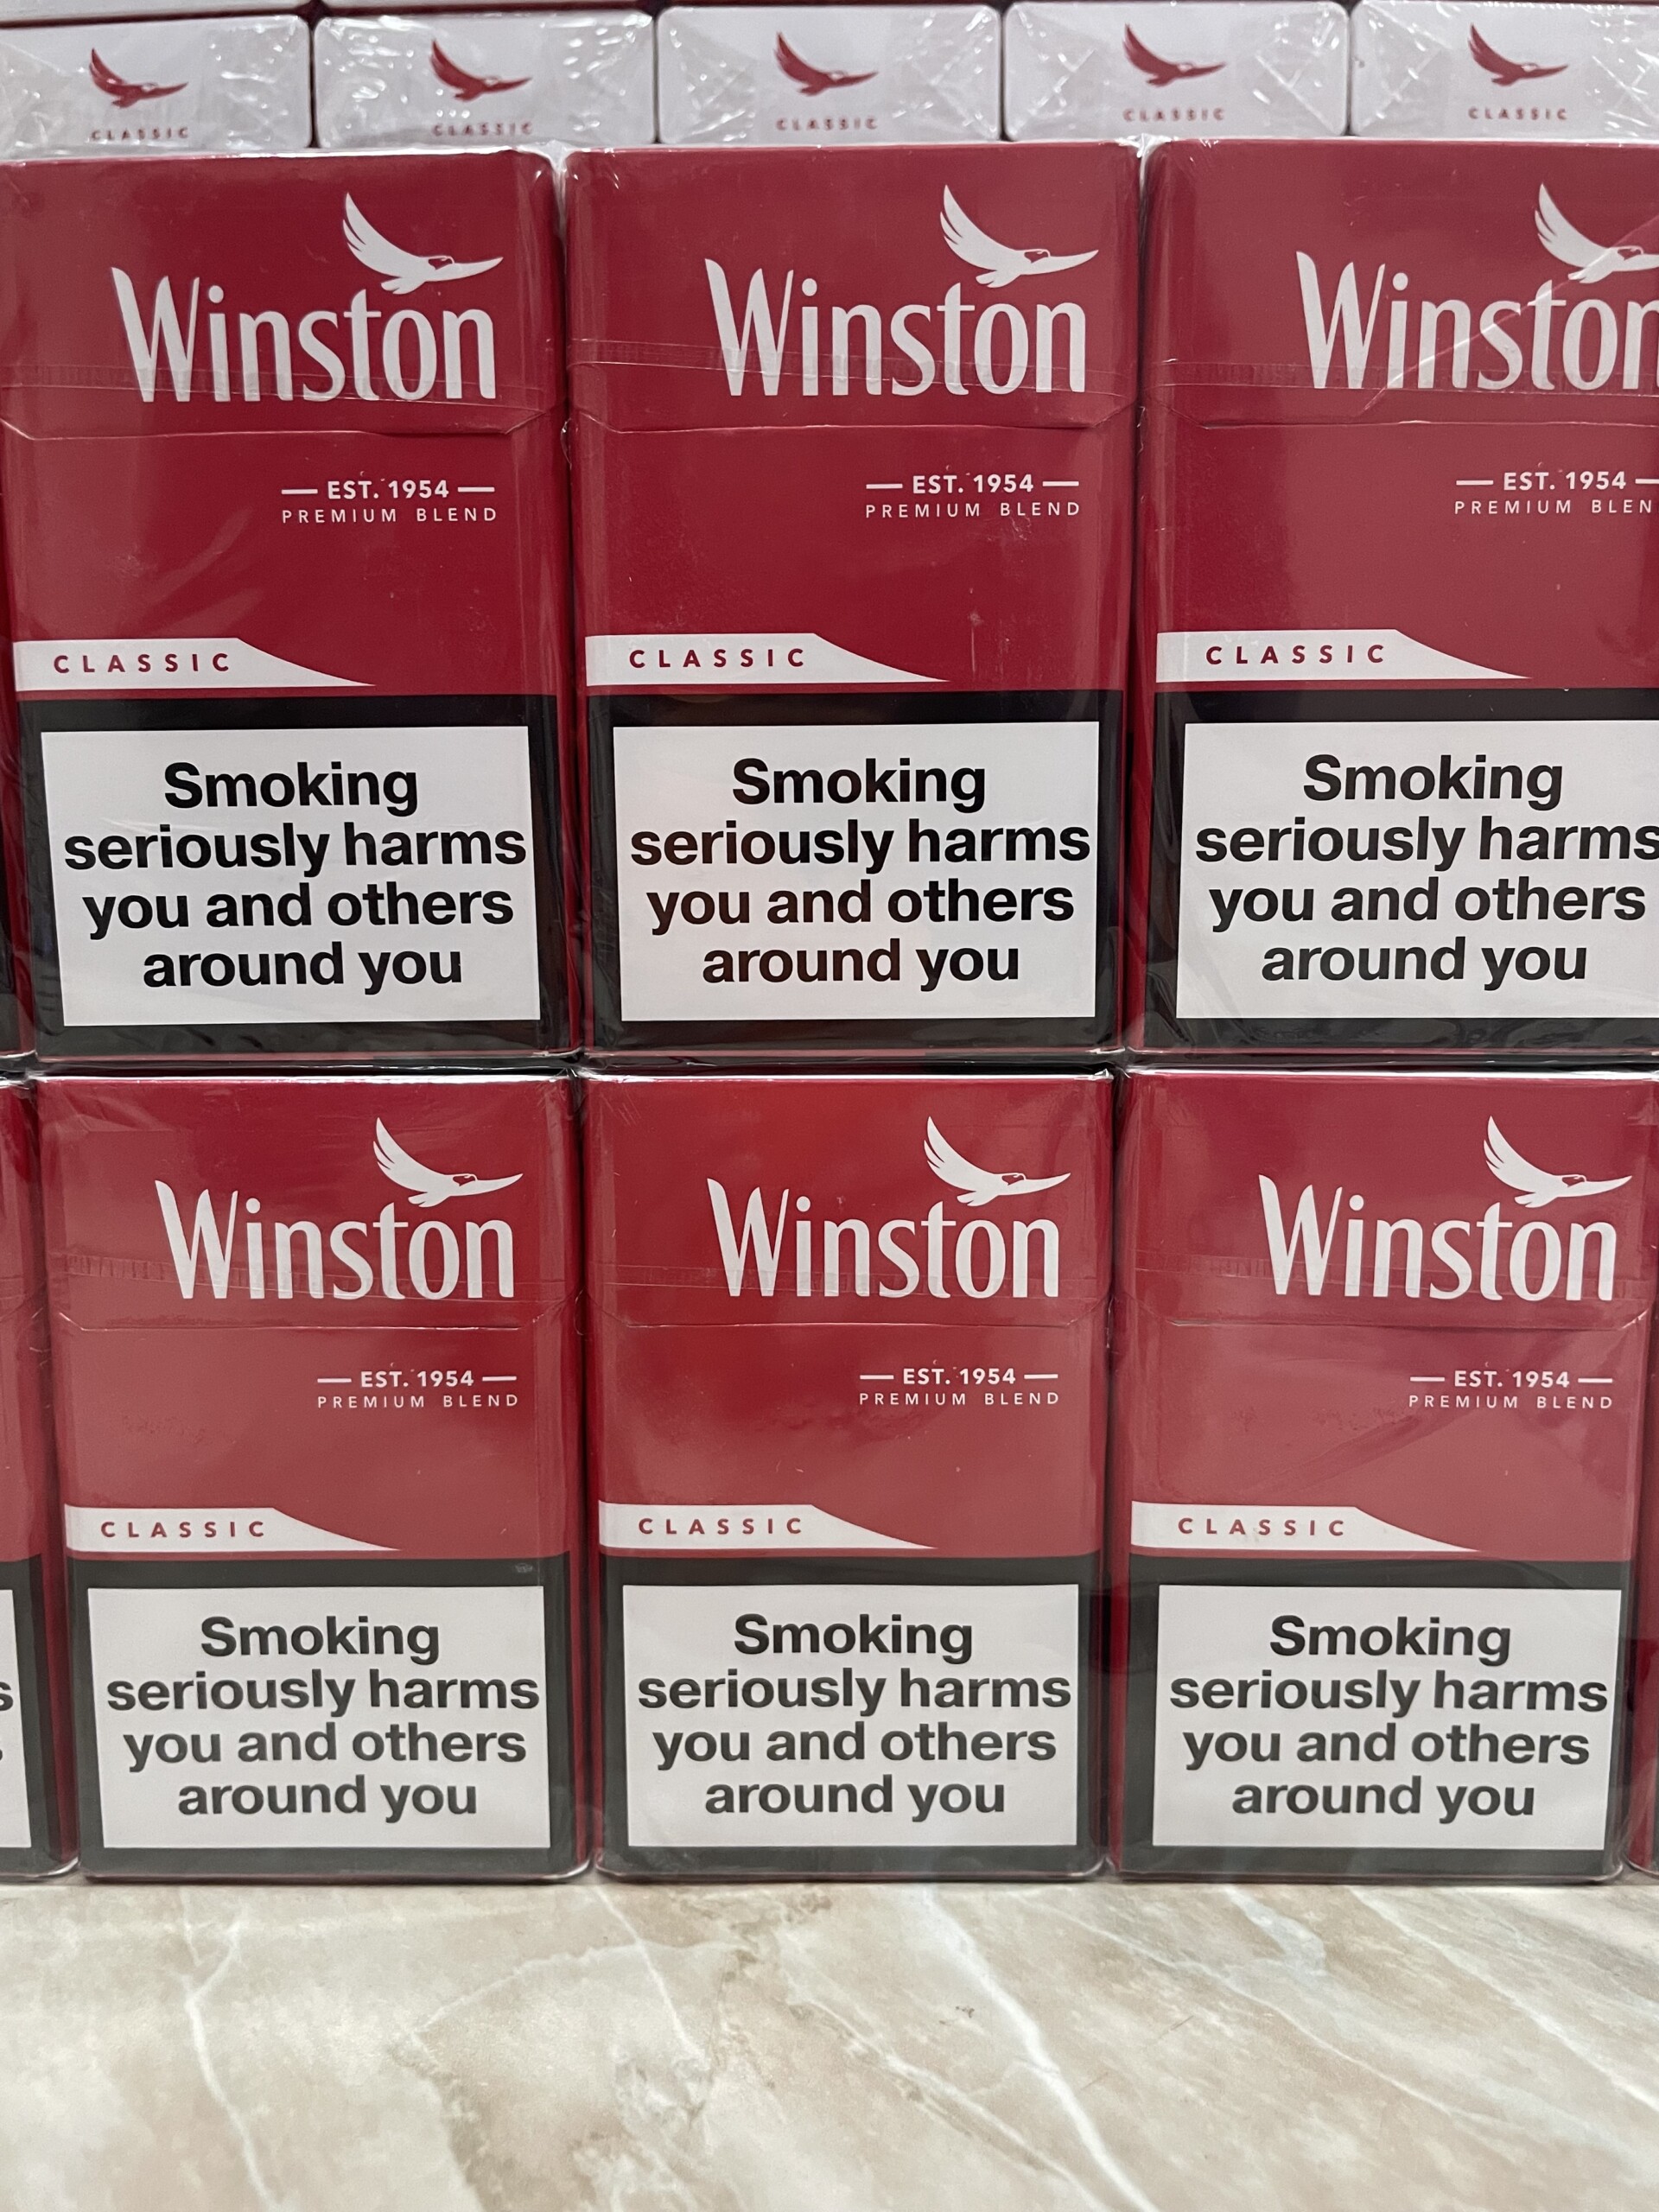 CLASSIC
CLASSIC
CLASSIC
CLASSIC
CLASSIC
Winston
EST. 1954
PREMIUM BLEND
CLASSIC
Smoking
seriously harms
you and others
around you
Winston
EST. 1954
PREMIUM BLEND
CLASSIC
Smoking
seriously harms
you and others
around you
Winston
EST. 1954
PREMIUM BLEN
CLASSIC
Smoking
seriously harms
you and others
around you
s
Winston
EST. 1954
PREMIUM BLEND
CLASSIC
Smoking
seriously harms
you and others
around you
Winston
EST. 1954
PREMIUM BLEND
CLASSIC
Smoking
seriously harms
you and others
around you
Winston
EST. 1954
PREMIUM BLEND
CLASSIC
Smoking
seriously harms
you and others
around you